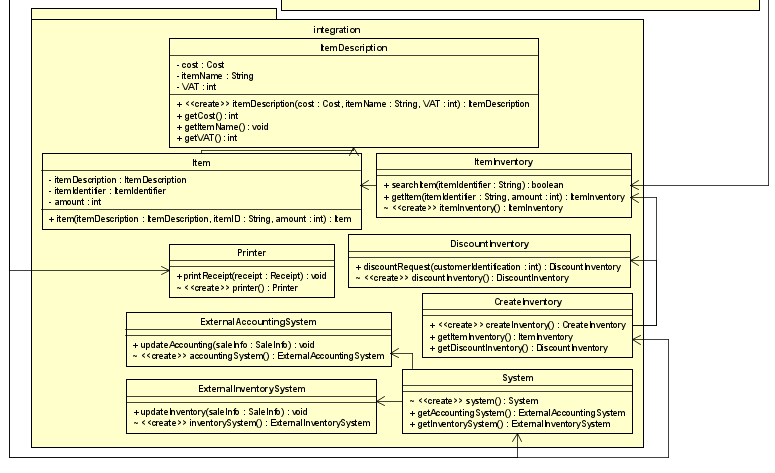 integration
ItemDescription
- cost : Cost
- itemName : String
- VAT : int
+ <<create>> itemDescription(cost : Cost, itemName : String, VAT : int) : ItemDescription
+ getCost() : int
+ getItemName() : void
+ getVAT() : int
Item
- itemDescription : ItemDescription
- itemIdentifier : ItemIdentifier
- amount : int
+ item(itemDescription : ItemDescription, itemID : String, amount : int) : Item
ItemInventory
+ searchItem(itemIdentifier : String) : boolean
+ getItem(itemIdentifier : String, amount : int) : ItemInventory
~ <<create>> itemInventory() : ItemInventory
Printer
+ printReceipt(receipt : Receipt) : void
~ <<create>> printer() : Printer
DiscountInventory
+ discountRequest(customerIdentification : int) : DiscountInventory
~ <<create>> discountInventory() : DiscountInventory
CreateInventory
+ <<create>> createInventory() : CreateInventory
+ getItemInventory() : ItemInventory
+ getDiscountInventory() : DiscountInventory
ExternalAccountingSystem
+ updateAccounting(saleInfo : SaleInfo) : void
~ <<create>> accountingSystem() : ExternalAccountingSystem
ExternalInventorySystem
+ updateInventory(saleInfo : SaleInfo) : void
~ <<create>> inventorySystem() : ExternalInventorySystem
System
~ <<create>> system() : System
+ getAccountingSystem() : ExternalAccountingSystem
+ getInventorySystem() : ExternalInventorySystem